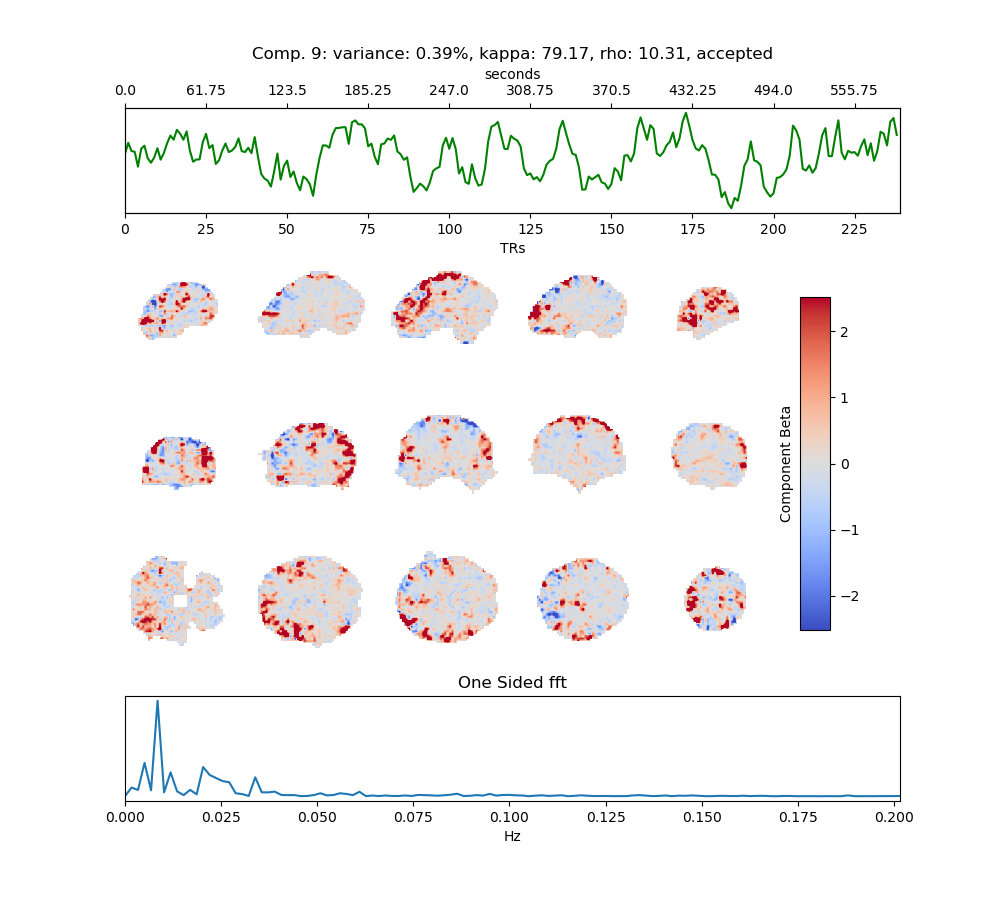 Comp. 9: variance: 0.39%, kappa: 79.17, rho: 10.31, accepted
seconds
0.0 61.75 123.5 185.25 247.0 308.75 370.5 432.25 494.0 555.75
0 25 50 75 100 125 150 175 200 225
TRs
2
1
0
−1
−2
Component Beta
One Sided fft
0.000 0.025 0.050 0.075 0.100 0.125 0.150 0.175 0.200
Hz